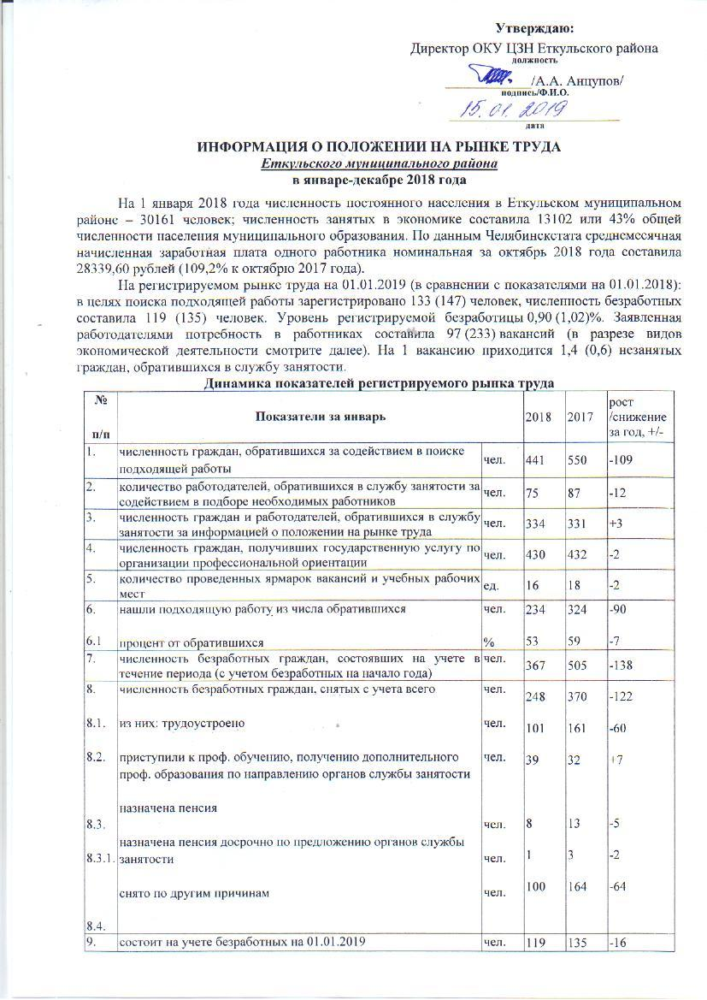 Утверждаю:
Директор ОКУ ЦЗН Еткульского района
должность
/А.А. Анцупов/
подпись/Ф.И.О.
15.01.2019
дата
ИНФОРМАЦИЯ О ПОЛОЖЕНИИ НА РЫНКЕ ТРУДА
Еткульского муниципального района
в январе-декабре 2018 года
На 1 января 2018 года численность постоянного населения в Еткульском муниципальном
районе – 30161 человек; численность занятых в экономике составила 13102 или 43% общей
численности населения муниципального образования. По данным Челябинскстата среднемесячная
начисленная заработная плата одного работника номинальная за октябрь 2018 года составила
28339,60 рублей (109,2% к октябрю 2017 года).
На регистрируемом рынке труда на 01.01.2019 (в сравнении с показателями на 01.01.2018):
в целях поиска подходящей работы зарегистрировано 133 (147) человек, численность безработных
составила 119 (135) человек. Уровень регистрируемой безработицы 0,90 (1,02)%. Заявленная
работодателями потребность в работниках составила 97 (233) вакансий (в разрезе видов
экономической деятельности смотрите далее). На 1 вакансию приходится 1,4 (0,6) незанятых
граждан, обратившихся в службу занятости.
Динамика показателей регистрируемого рынка труда
№ п/п Показатели за январь 2018 2017 рост /снижение за год, +/-
1. численность граждан, обратившихся за содействием в поиске
подходящей работы чел. 441 550 -109
2. количество работодателей, обратившихся в службу занятости за
содействием в подборе необходимых работников чел. 75 87 -12
3. численность граждан и работодателей, обратившихся в службу
занятости за информацией о положении на рынке труда чел. 334 331 +3
4. численность граждан, получивших государственную услугу по
организации профессиональной ориентации чел. 430 432 -2
5. количество проведенных ярмарок вакансий и учебных рабочих
мест ед. 16 18 -2
6. нашли подходящую работу из числа обратившихся чел. 234 324 -90
6.1 процент от обратившихся % 53 59 -7
7. численность безработных граждан, состоявших на учете в
течение периода (с учетом безработных на начало года) чел. 367 505 -138
8. численность безработных граждан, снятых с учета всего чел. 248 370 -122
8.1. из них: трудоустроено чел. 101 161 -60
8.2. приступили к проф. обучению, получению дополнительного чел. 39 32 +7
проф. образования по направлению органов службы занятости
назначена пенсия
8.3. чел. 8 13 -5
назначена пенсия досрочно по предложению органов службы
8.3.1. занятости чел. 1 3 -2
снято по другим причинам чел. 100 164 -64
8.4.
9. состоит на учете безработных на 01.01.2019 чел. 119 135 -16